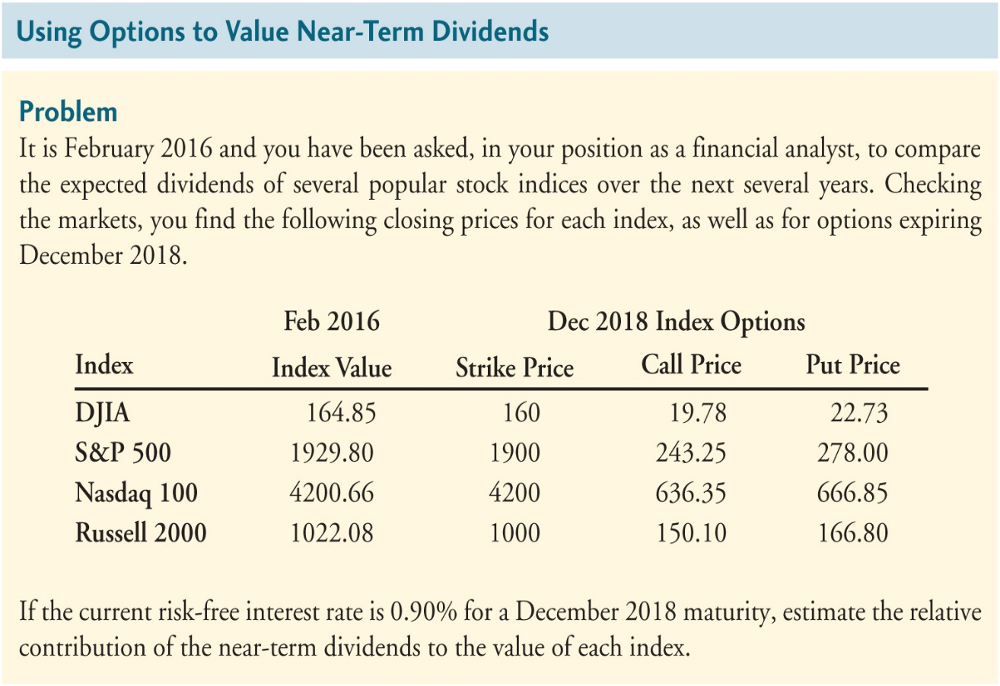 Using Options to Value Near-Term Dividends
Problem
It is February 2016 and you have been asked, in your position as a financial analyst, to compare
the expected dividends of several popular stock indices over the next several years. Checking
the markets, you find the following closing prices for each index, as well as for options expiring
December 2018.
Feb 2016 Dec 2018 Index Options
Index Index Value Strike Price Call Price Put Price
DJIA 164.85 160 19.78 22.73
S&P 500 1929.80 1900 243.25 278.00
Nasdaq 100 4200.66 4200 636.35 666.85
Russell 2000 1022.08 1000 150.10 166.80
If the current risk-free interest rate is 0.90% for a December 2018 maturity, estimate the relative
contribution of the near-term dividends to the value of each index.